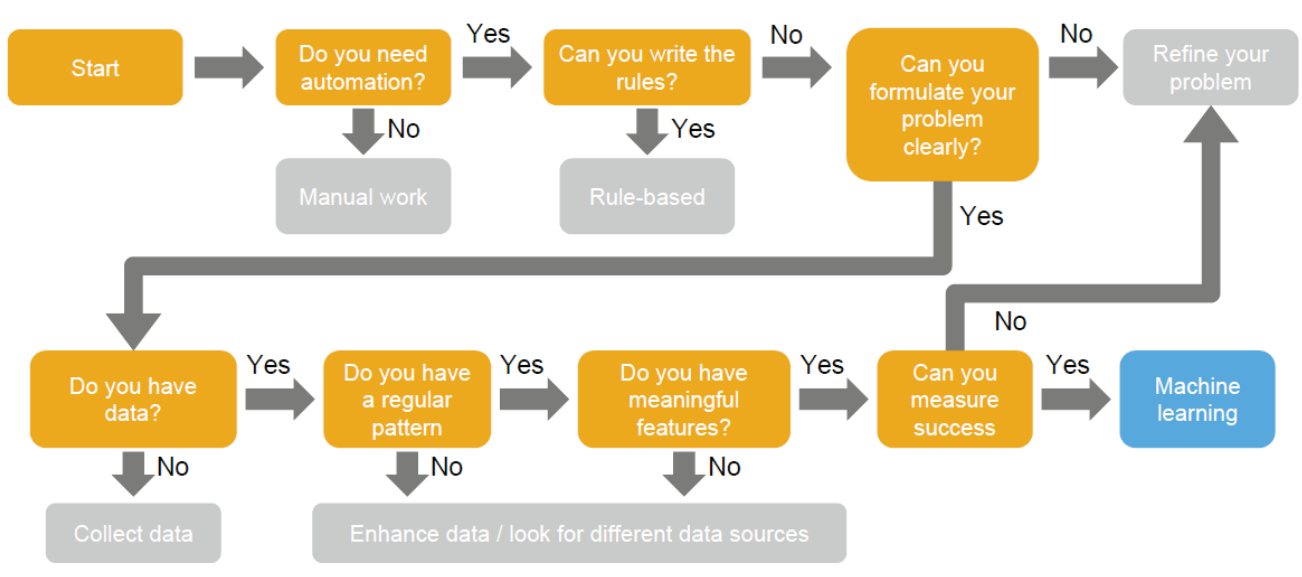 Start
Do you need
automation?
Yes
Can you write the
rules?
No
Can you
formulate your
problem
clearly?
No
Refine your
problem
No
Manual work
Yes
Rule-based
Yes
Do you have
data?
Yes
Do you have
a regular
pattern
Yes
Do you have
meaningful
features?
Yes
Can you
measure
success
No
Yes
Machine
learning
No
Collect data
No
No
Enhance data / look for different data sources